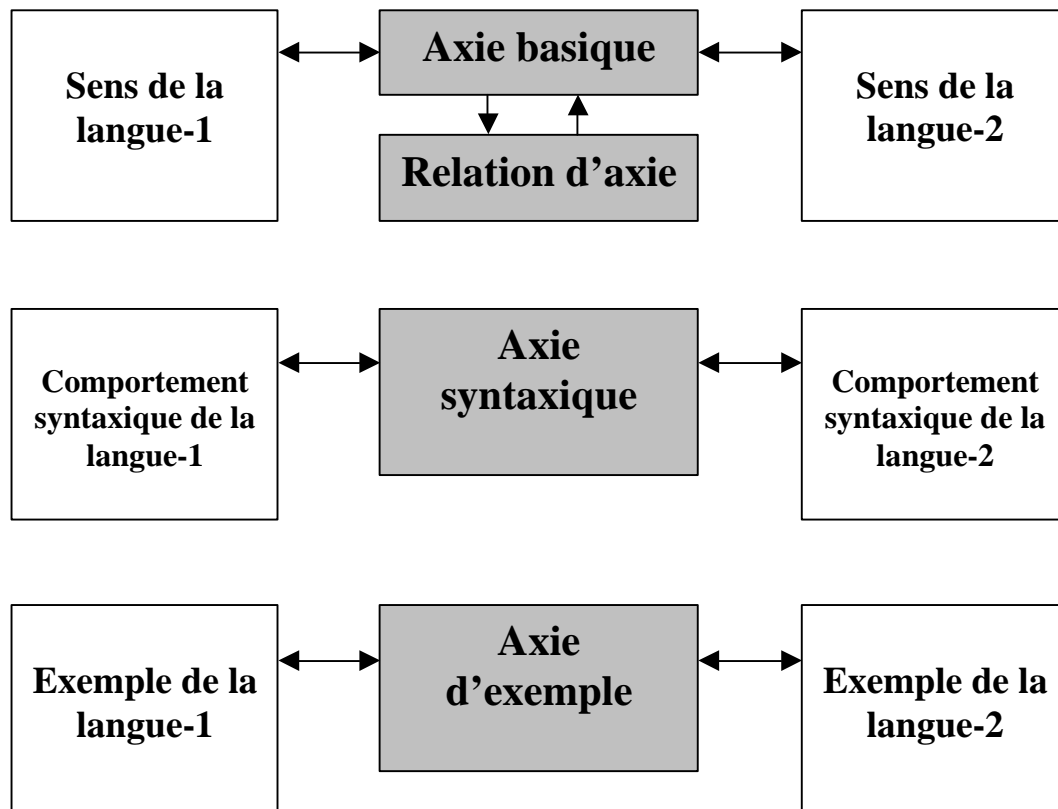 Sens de la
langue-1
Axie basique
Relation d’axie
Sens de la
langue-2
Comportement
syntaxique de la
langue-1
Axie
syntaxique
Comportement
syntaxique de la
langue-2
Exemple de la
langue-1
Axie
d’exemple
Exemple de la
langue-2